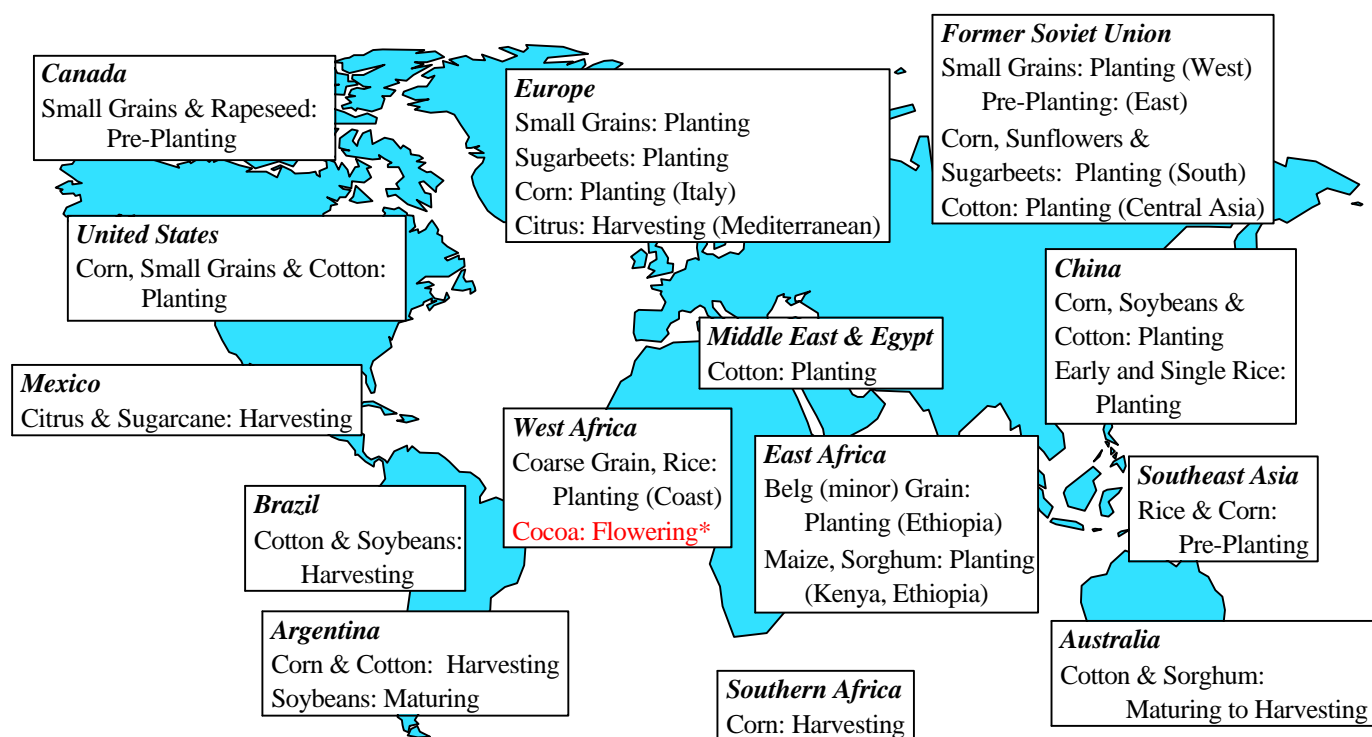 Canada
Small Grains & Rapeseed:
Pre-Planting
United States
Corn, Small Grains & Cotton:
Planting
Mexico
Citrus & Sugarcane: Harvesting
Brazil
Cotton & Soybeans:
Harvesting
Argentina
Corn & Cotton: Harvesting
Soybeans: Maturing
Europe
Small Grains: Planting
Sugarbeets: Planting
Corn: Planting (Italy)
Citrus: Harvesting (Mediterranean)
West Africa
Coarse Grain, Rice:
Planting (Coast)
Cocoa: Flowering*
Middle East & Egypt
Cotton: Planting
East Africa
Belg (minor) Grain:
Planting (Ethiopia)
Maize, Sorghum: Planting
(Kenya, Ethiopia)
Southern Africa
Corn: Harvesting
Former Soviet Union
Small Grains: Planting (West)
Pre-Planting: (East)
Corn, Sunflowers &
Sugarbeets: Planting (South)
Cotton: Planting (Central Asia)
China
Corn, Soybeans &
Cotton: Planting
Early and Single Rice:
Planting
Southeast Asia
Rice & Corn:
Pre-Planting
Australia
Cotton & Sorghum:
Maturing to Harvesting